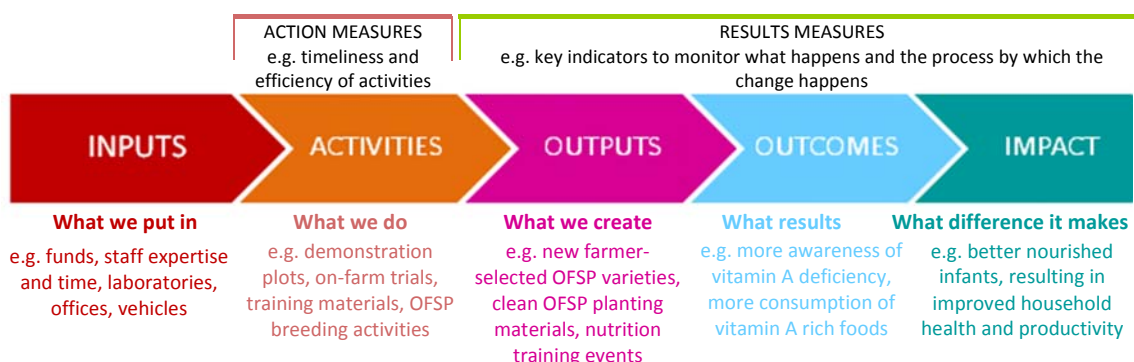 ACTION MEASURES
e.g. timeliness and
efficiency of activities
RESULTS MEASURES
e.g. key indicators to monitor what happens and the process by which the
change happens
INPUTS
ACTIVITIES
OUTPUTS
OUTCOMES
IMPACT
What we put in
e.g. funds, staff expertise
and time, laboratories,
offices, vehicles
What we do
e.g. demonstration
plots, on-farm trials,
training materials, OFSP
breeding activities
What we create
e.g. new farmer-
selected OFSP varieties,
clean OFSP planting
materials, nutrition
training events
What results
e.g. more awareness of
vitamin A deficiency,
more consumption of
vitamin A rich foods
What difference it makes
e.g. better nourished
infants, resulting in
improved household
health and productivity